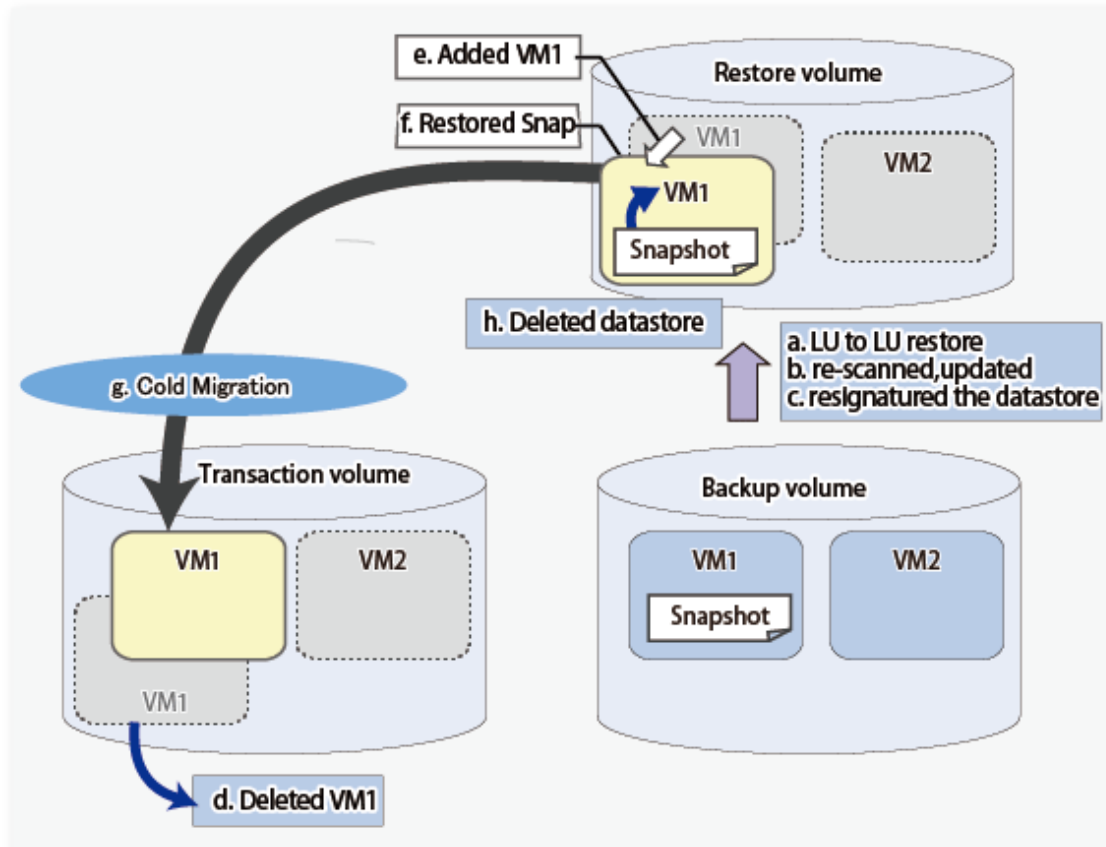 e. Added VM1
Restore volume
f. Restored Snap
VM1
VM2
VM1
Snapshot
h. Deleted datastore
a. LU to LU restore
b. re-scanned,updated
c. resignatured the datastore
g. Cold Migration
Transaction volume
Backup volume
VM1
VM2
VM1
VM2
Snapshot
VM1
d. Deleted VM1